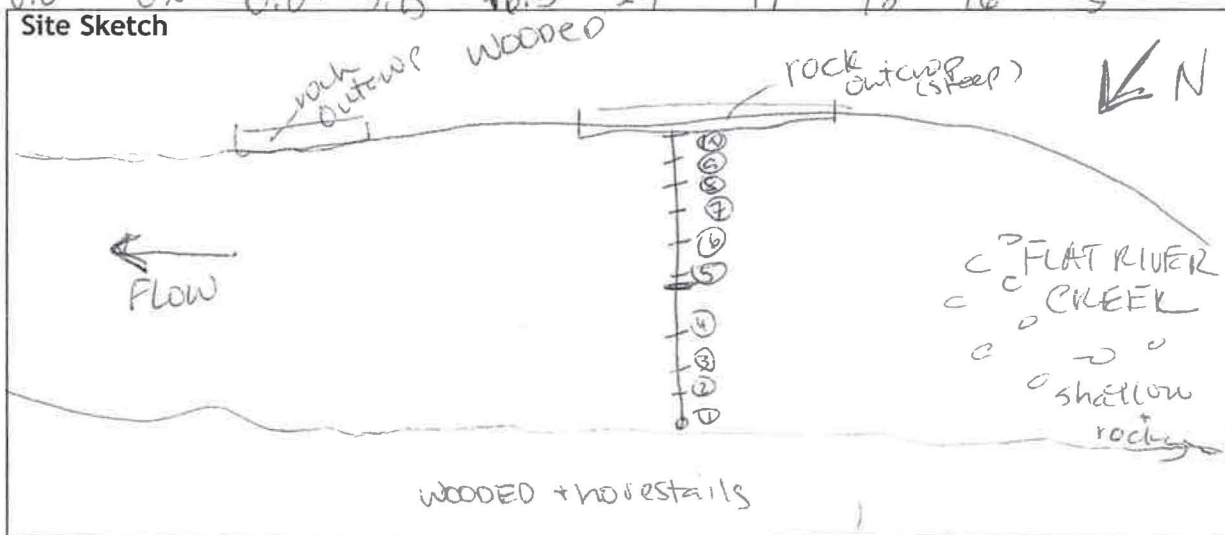 Site Sketch
WOODED
rock
outcrop
rock
outcrop
(steep)
N
⑩
⑨
⑧
⑦
⑥
⑤
④
③
②
①
FLOW
FLAT RIVER
CREEK
shallow
+
rocky
WOODED + horsetails